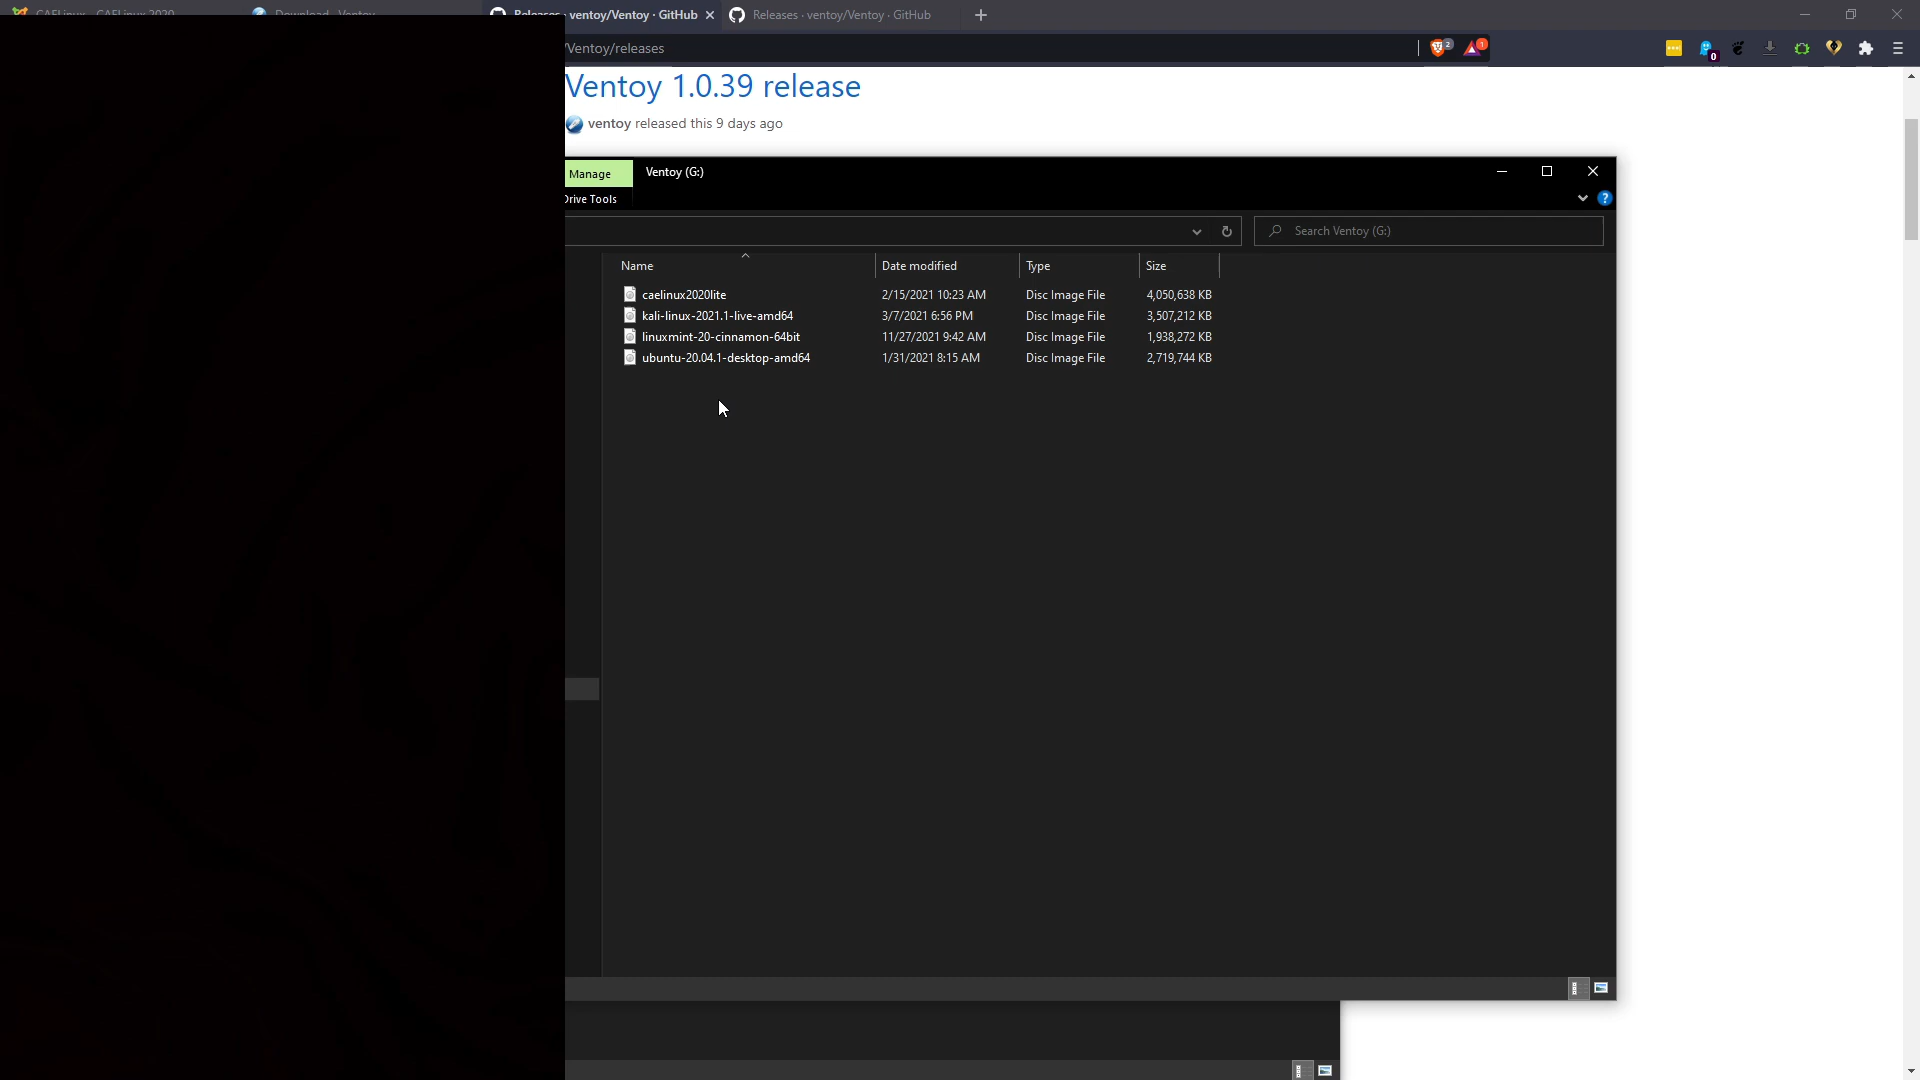 Releases · ventoy/Ventoy · GitHub
Releases · ventoy/Ventoy · GitHub
/Ventoy/releases
2
1
0
Ventoy 1.0.39 release
ventoy released this 9 days ago
Manage
Ventoy (G:)
Drive Tools
Search Ventoy (G:)
Name Date modified Type Size
caelinux2020lite 2/15/2021 10:23 AM Disc Image File 4,050,638 KB
kali-linux-2021.1-live-amd64 3/7/2021 6:56 PM Disc Image File 3,507,212 KB
linuxmint-20-cinnamon-64bit 11/27/2021 9:42 AM Disc Image File 1,938,272 KB
ubuntu-20.04.1-desktop-amd64 1/31/2021 8:15 AM Disc Image File 2,719,744 KB